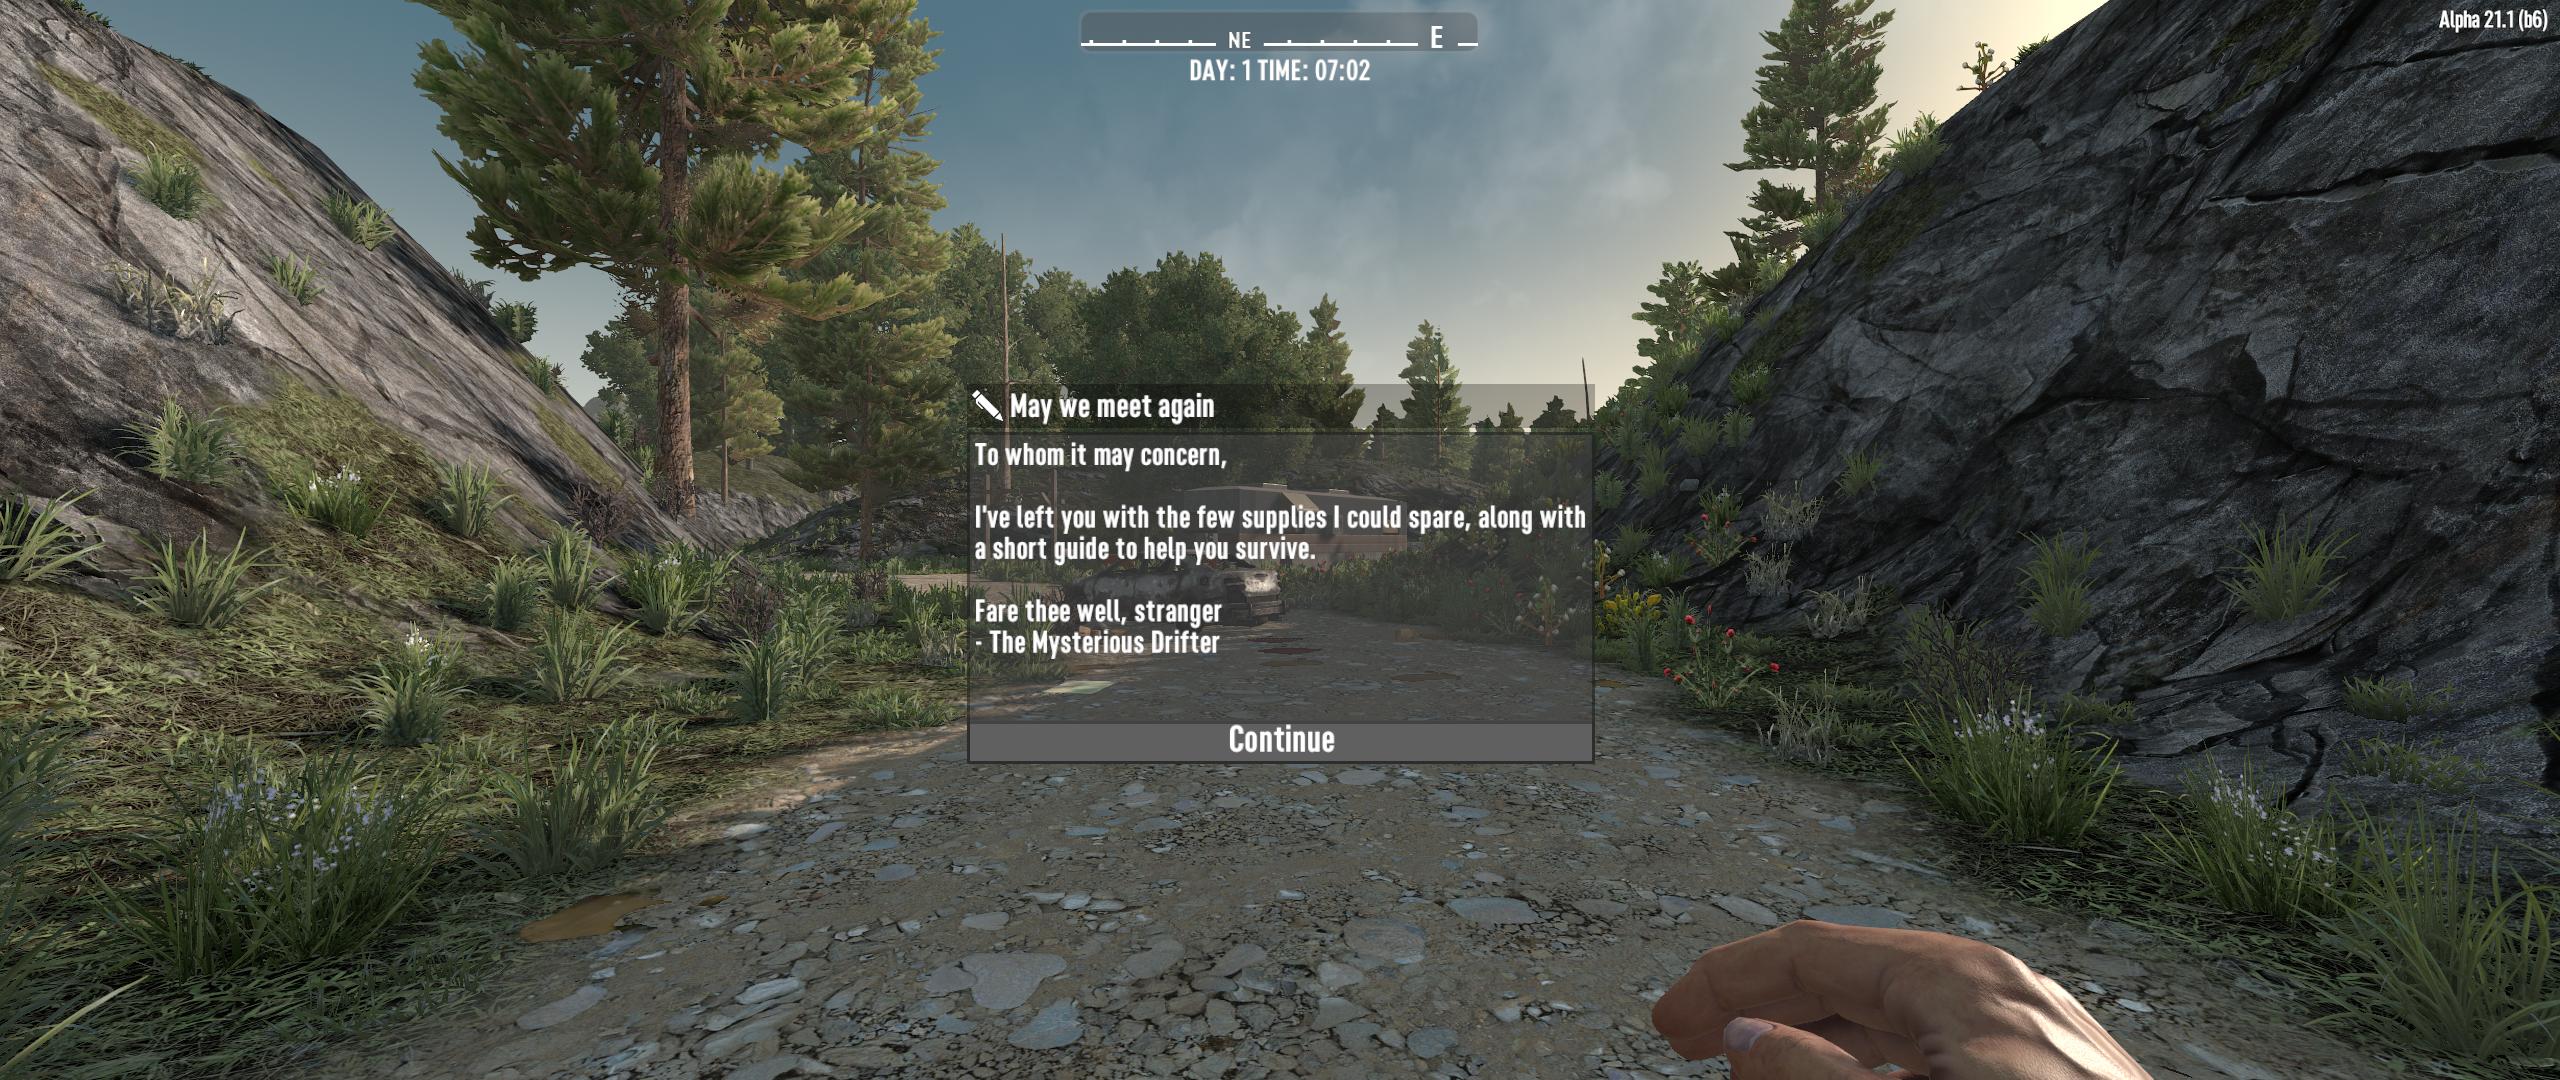 NE
E
DAY: 1 TIME: 07:02
Alpha 21.1 (b6)
May we meet again
To whom it may concern,
I've left you with the few supplies I could spare, along with
a short guide to help you survive.
Fare thee well, stranger
- The Mysterious Drifter
Continue